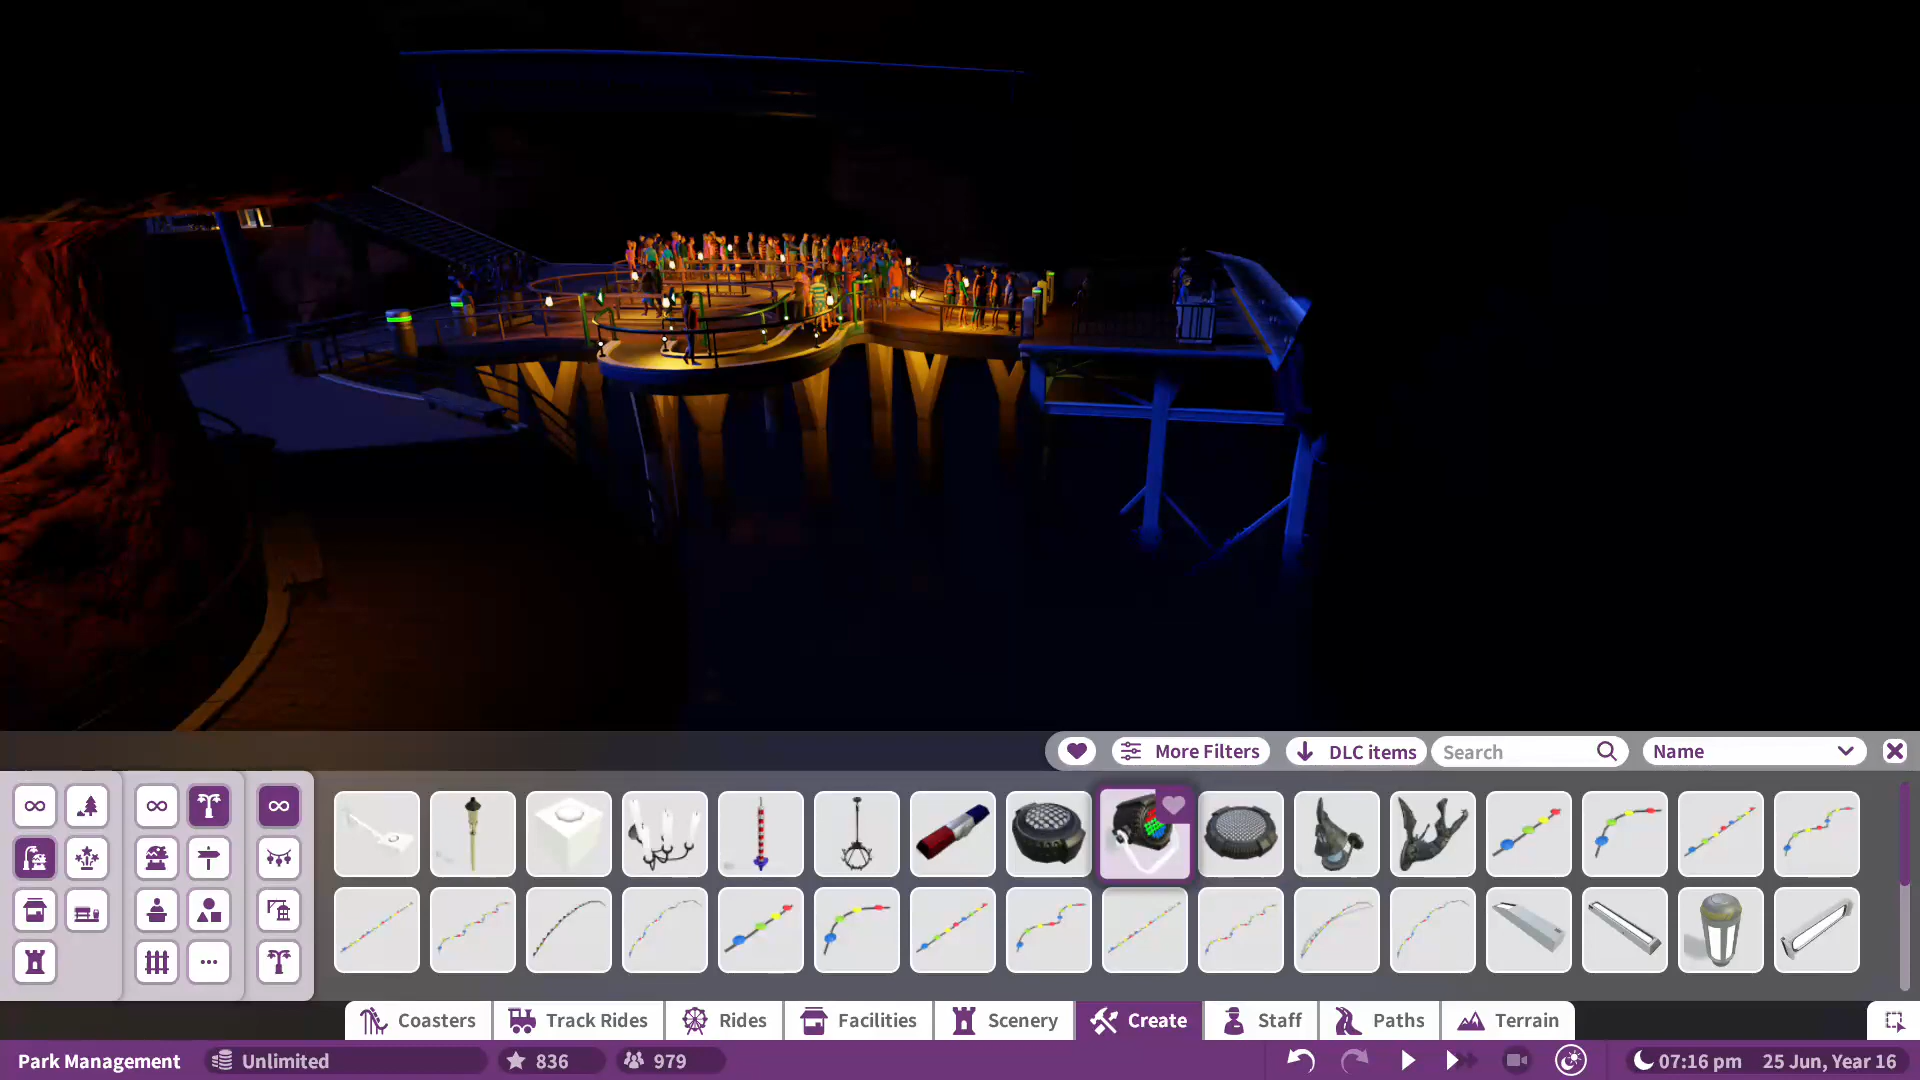 More Filters
DLC items
Search
Name
Coasters
Track Rides
Rides
Facilities
Scenery
Create
Staff
Paths
Terrain
Park Management
Unlimited
836
979
07:16 pm
25 Jun, Year 16